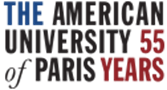 THE AMERICAN
UNIVERSITY 55
of PARIS YEARS